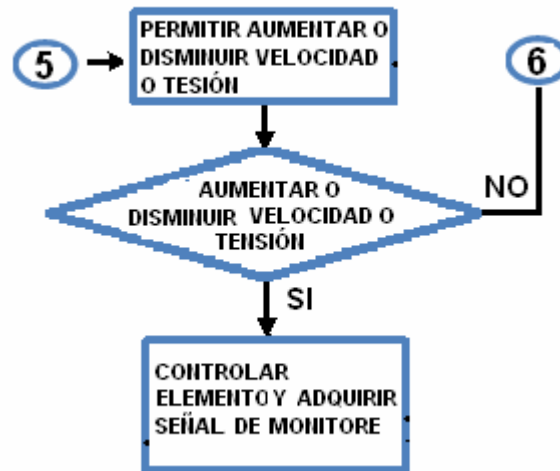 PERMITIR AUMENTAR O
DISMINUIR VELOCIDAD
O TESIÓN
5
6
AUMENTAR O
DISMINUIR VELOCIDAD O
TENSIÓN
NO
SI
CONTROLAR
ELEMENTO Y ADQUIRIR
SEÑAL DE MONITORE